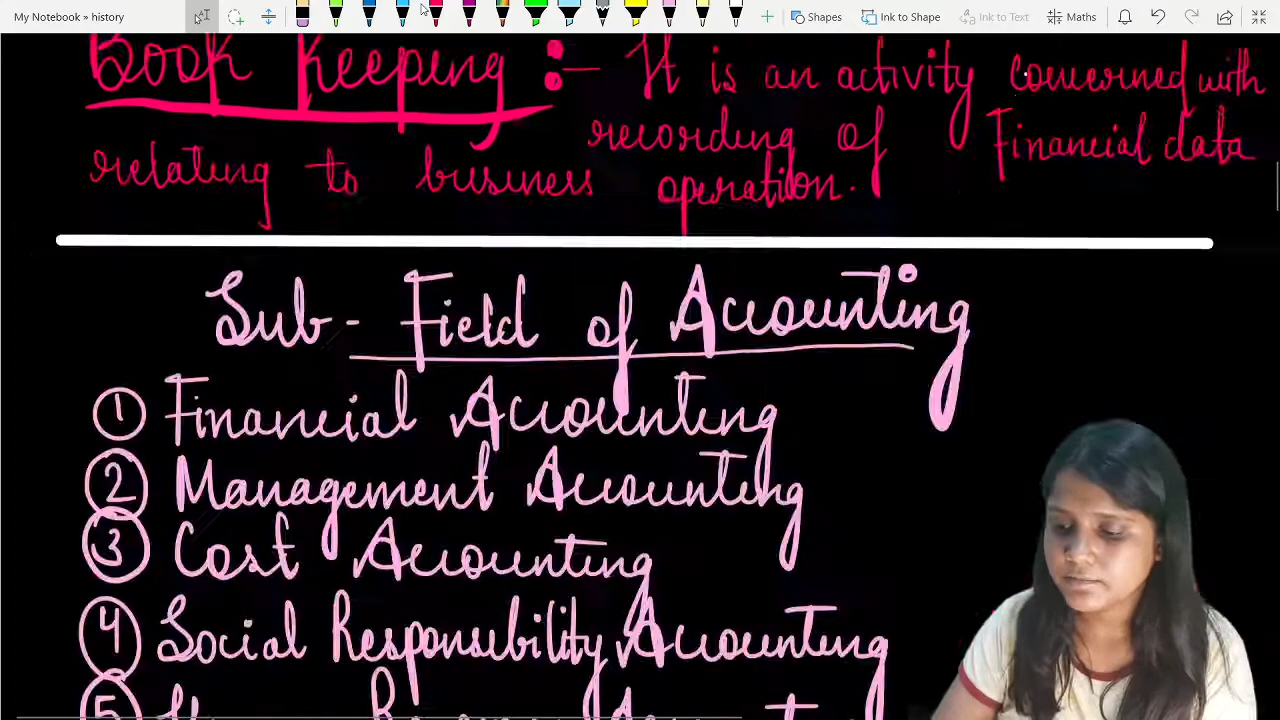 My Notebook » history
Shapes
Ink to Shape
Ink to Text
Maths
Book Keeping :- It is an activity concerned with
recording of Financial data
relating to business operation.
Sub - Field of Accounting
1 Financial Accounting
2 Management Accounting
3 Cost Accounting
4 Social Responsibility Accounting
5